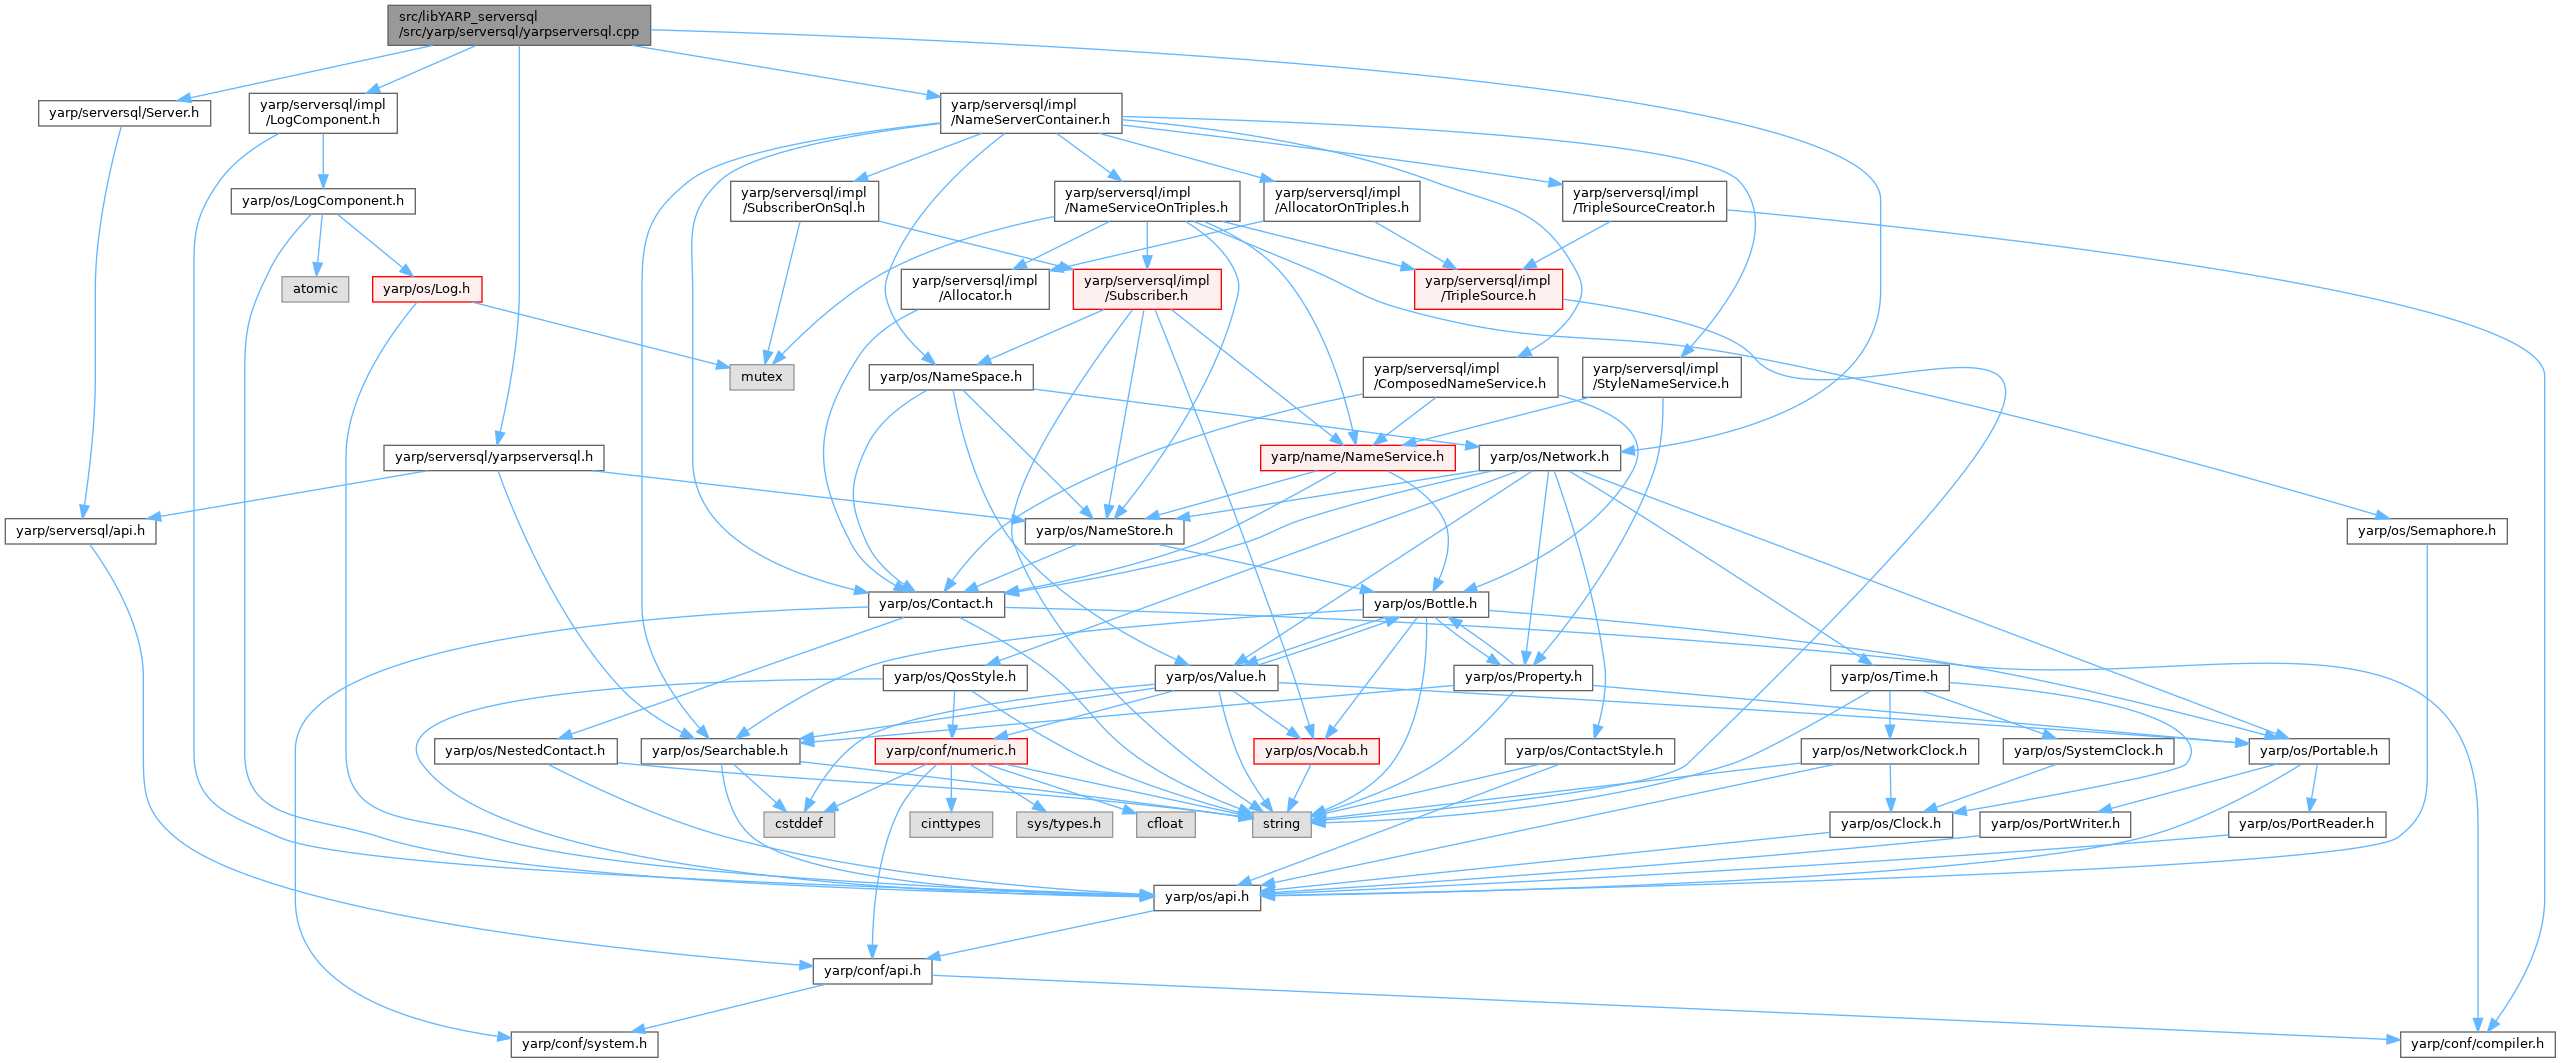 src/libYARP_serversql
/src/yarp/serversql/yarpserversql.cpp
yarp/serversql/Server.h
yarp/serversql/impl
/LogComponent.h
yarp/serversql/impl
/NameServerContainer.h
yarp/os/LogComponent.h
yarp/serversql/impl
/SubscriberOnSql.h
yarp/serversql/impl
/NameServiceOnTriples.h
yarp/serversql/impl
/AllocatorOnTriples.h
yarp/serversql/impl
/TripleSourceCreator.h
atomic
yarp/os/Log.h
yarp/serversql/impl
/Allocator.h
yarp/serversql/impl
/Subscriber.h
yarp/serversql/impl
/TripleSource.h
mutex
yarp/os/NameSpace.h
yarp/serversql/impl
/ComposedNameService.h
yarp/serversql/impl
/StyleNameService.h
yarp/serversql/yarpserversql.h
yarp/name/NameService.h
yarp/os/Network.h
yarp/serversql/api.h
yarp/os/NameStore.h
yarp/os/Semaphore.h
yarp/os/Contact.h
yarp/os/Bottle.h
yarp/os/QosStyle.h
yarp/os/Value.h
yarp/os/Property.h
yarp/os/Time.h
yarp/os/NestedContact.h
yarp/os/Searchable.h
yarp/conf/numeric.h
yarp/os/Vocab.h
yarp/os/ContactStyle.h
yarp/os/NetworkClock.h
yarp/os/SystemClock.h
yarp/os/Portable.h
cstddef
cinttypes
sys/types.h
cfloat
string
yarp/os/Clock.h
yarp/os/PortWriter.h
yarp/os/PortReader.h
yarp/os/api.h
yarp/conf/api.h
yarp/conf/system.h
yarp/conf/compiler.h